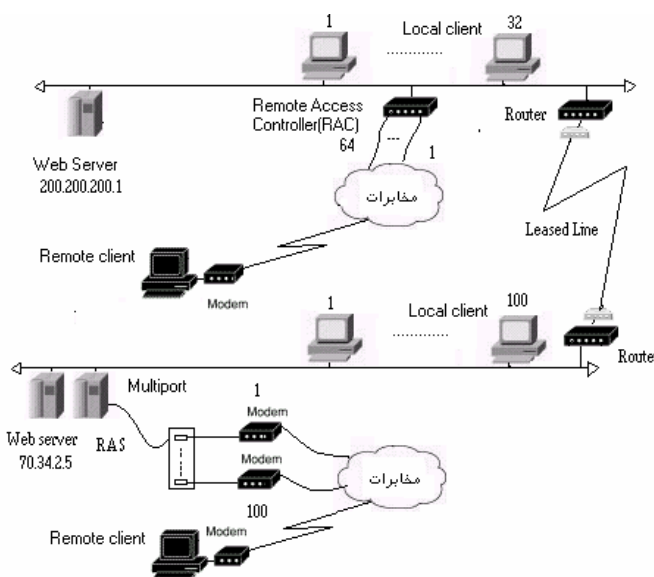 1 Local client 32
Remote Access
Controller(RAC)
64
1
Router
Web Server
200.200.200.1
مخابرات
Leased Line
Remote client
Modem
1 Local client 100
Route
Multiport
1
Modem
Web server
70.34.2.5
RAS
Modem
مخابرات
100
Remote client
Modem